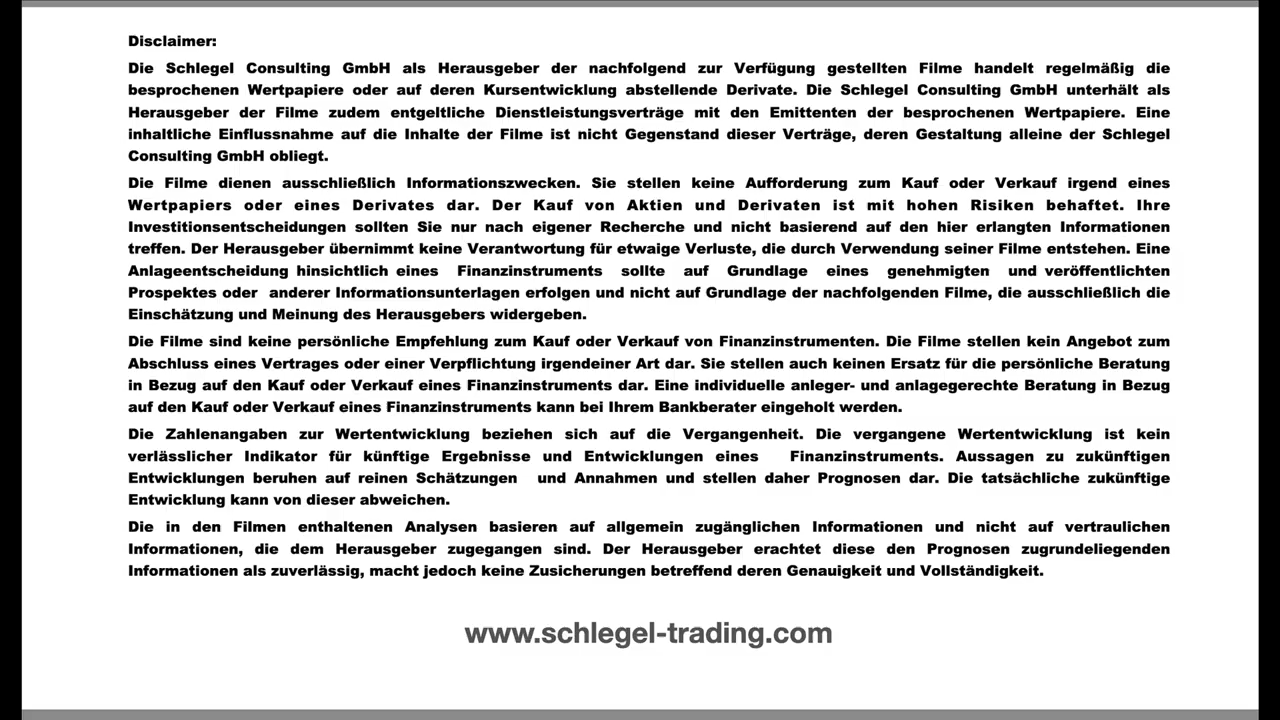 Disclaimer:
Die Schlegel Consulting GmbH als Herausgeber der nachfolgend zur Verfügung gestellten Filme handelt regelmäßig die
besprochenen Wertpapiere oder auf deren Kursentwicklung abstellende Derivate. Die Schlegel Consulting GmbH unterhält als
Herausgeber der Filme zudem entgeltliche Dienstleistungsverträge mit den Emittenten der besprochenen Wertpapiere. Eine
inhaltliche Einflussnahme auf die Inhalte der Filme ist nicht Gegenstand dieser Verträge, deren Gestaltung alleine der Schlegel
Consulting GmbH obliegt.
Die Filme dienen ausschließlich Informationszwecken. Sie stellen keine Aufforderung zum Kauf oder Verkauf irgend eines
Wertpapiers oder eines Derivates dar. Der Kauf von Aktien und Derivaten ist mit hohen Risiken behaftet. Ihre
Investitionsentscheidungen sollten Sie nur nach eigener Recherche und nicht basierend auf den hier erlangten Informationen
treffen. Der Herausgeber übernimmt keine Verantwortung für etwaige Verluste, die durch Verwendung seiner Filme entstehen. Eine
Anlageentscheidung hinsichtlich eines Finanzinstruments sollte auf Grundlage eines genehmigten und veröffentlichten
Prospektes oder anderer Informationsunterlagen erfolgen und nicht auf Grundlage der nachfolgenden Filme, die ausschließlich die
Einschätzung und Meinung des Herausgebers widergeben.
Die Filme sind keine persönliche Empfehlung zum Kauf oder Verkauf von Finanzinstrumenten. Die Filme stellen kein Angebot zum
Abschluss eines Vertrages oder einer Verpflichtung irgendeiner Art dar. Sie stellen auch keinen Ersatz für die persönliche Beratung
in Bezug auf den Kauf oder Verkauf eines Finanzinstruments dar. Eine individuelle anleger- und anlagegerechte Beratung in Bezug
auf den Kauf oder Verkauf eines Finanzinstruments kann bei Ihrem Bankberater eingeholt werden.
Die Zahlenangaben zur Wertentwicklung beziehen sich auf die Vergangenheit. Die vergangene Wertentwicklung ist kein
verlässlicher Indikator für künftige Ergebnisse und Entwicklungen eines Finanzinstruments. Aussagen zu zukünftigen
Entwicklungen beruhen auf reinen Schätzungen und Annahmen und stellen daher Prognosen dar. Die tatsächliche zukünftige
Entwicklung kann von dieser abweichen.
Die in den Filmen enthaltenen Analysen basieren auf allgemein zugänglichen Informationen und nicht auf vertraulichen
Informationen, die dem Herausgeber zugegangen sind. Der Herausgeber erachtet diese den Prognosen zugrundeliegenden
Informationen als zuverlässig, macht jedoch keine Zusicherungen betreffend deren Genauigkeit und Vollständigkeit.
www.schlegel-trading.com